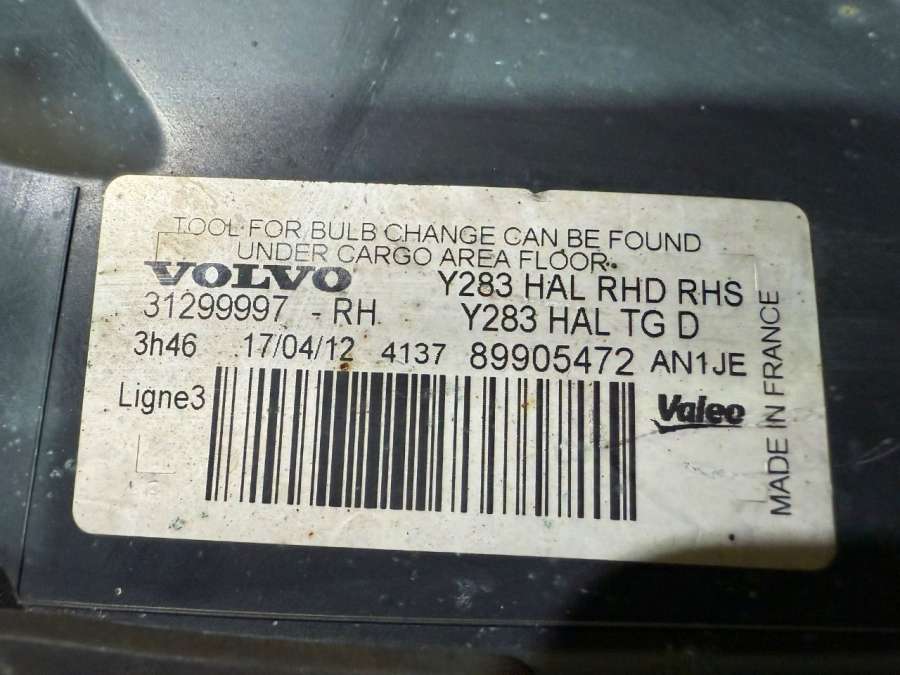 TOOL FOR BULB CHANGE CAN BE FOUND
UNDER CARGO AREA FLOOR.
VOLVO Y283 HAL RHD RHS
31299997 - RH Y283 HAL TG D
3h46 17/04/12 4137 89905472 AN1JE
Ligne3
Valeo
MADE IN FRANCE